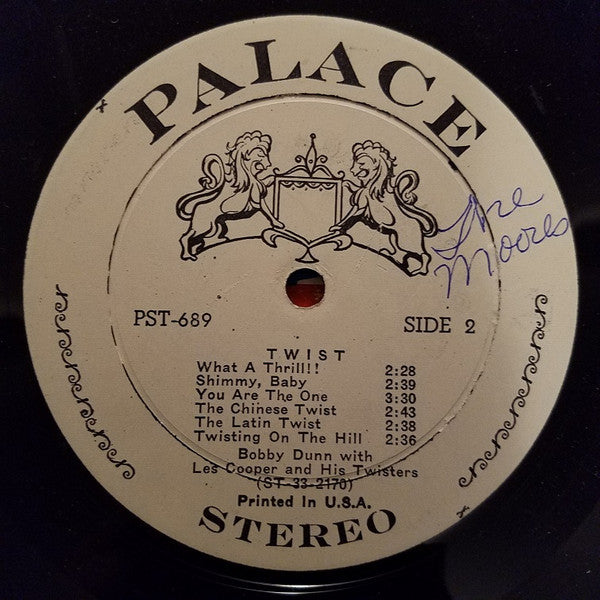 PALACE
The
Moores
PST-689
SIDE 2
TWIST
What A Thrill!! 2:28
Shimmy, Baby 2:39
You Are The One 3:30
The Chinese Twist 2:43
The Latin Twist 2:38
Twisting On The Hill 2:36
Bobby Dunn with
Les Cooper and His Twisters
(ST-33-2170)
Printed In U.S.A.
STEREO